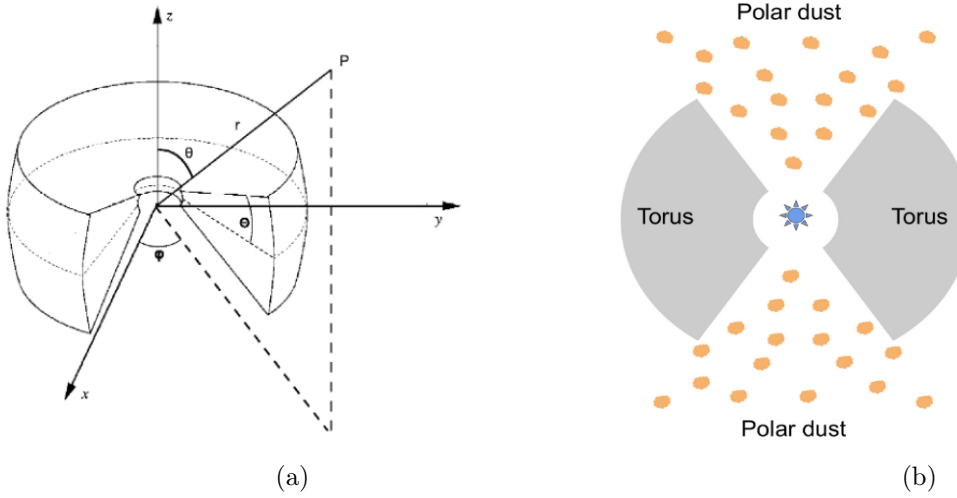 z
P
r
θ
Θ
y
φ
x
(a)
Polar dust
Torus
Torus
Polar dust
(b)